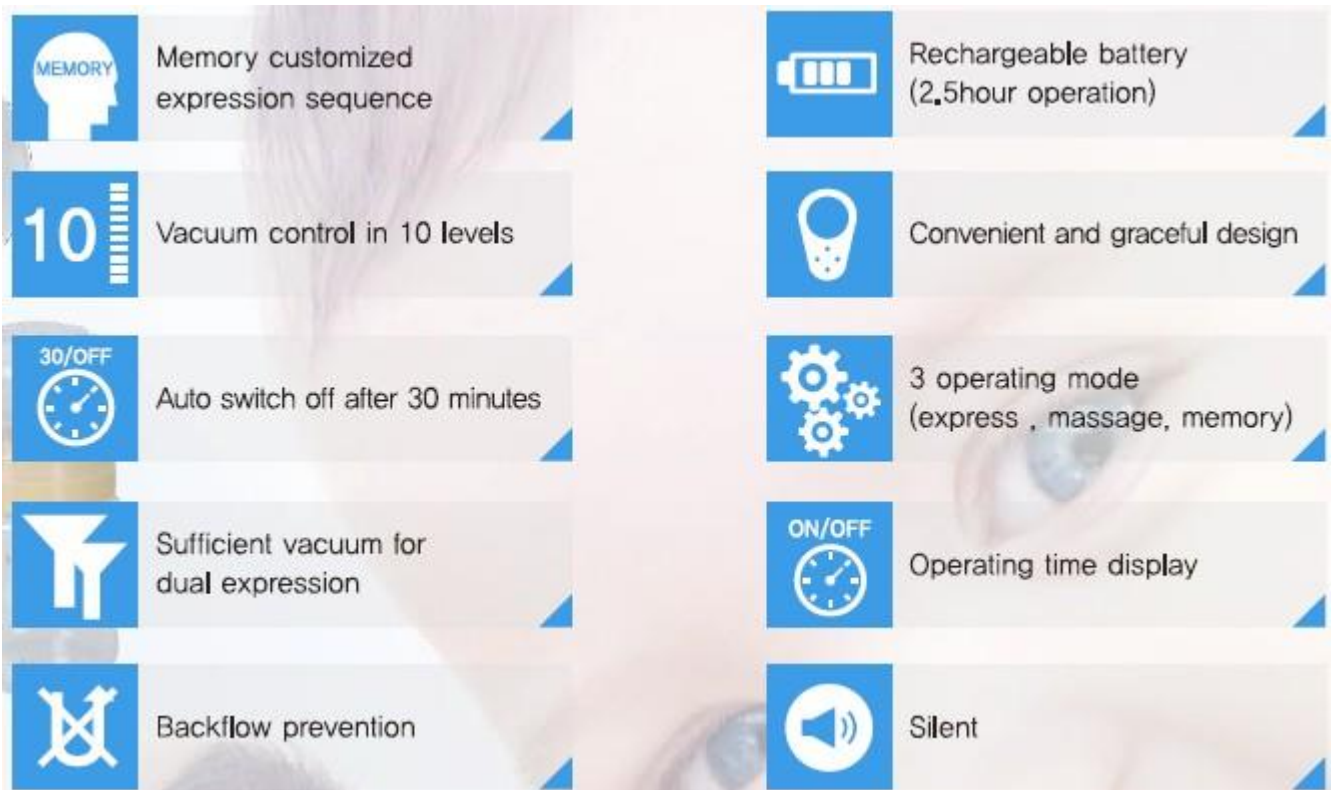 MEMORY
Memory customized
expression sequence
Rechargeable battery
(2.5hour operation)
10
Vacuum control in 10 levels
Convenient and graceful design
30/OFF
Auto switch off after 30 minutes
3 operating mode
(express , massage, memory)
Sufficient vacuum for
dual expression
ON/OFF
Operating time display
Backflow prevention
Silent